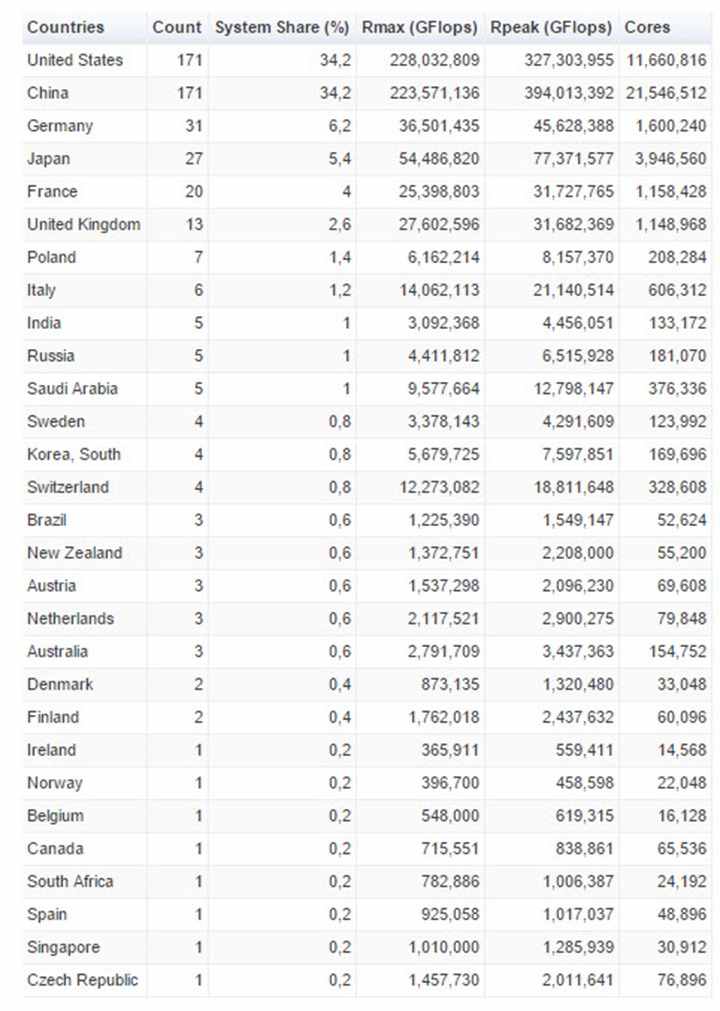 Countries Count System Share (%) Rmax (GFlops) Rpeak (GFlops) Cores
United States 171 34,2 228,032,809 327,303,955 11,660,816
China 171 34,2 223,571,136 394,013,392 21,546,512
Germany 31 6,2 36,501,435 45,628,388 1,600,240
Japan 27 5,4 54,486,820 77,371,577 3,946,560
France 20 4 25,398,803 31,727,765 1,158,428
United Kingdom 13 2,6 27,602,596 31,682,369 1,148,968
Poland 7 1,4 6,162,214 8,157,370 208,284
Italy 6 1,2 14,062,113 21,140,514 606,312
India 5 1 3,092,368 4,456,051 133,172
Russia 5 1 4,411,812 6,515,928 181,070
Saudi Arabia 5 1 9,577,664 12,798,147 376,336
Sweden 4 0,8 3,378,143 4,291,609 123,992
Korea, South 4 0,8 5,679,725 7,597,851 169,696
Switzerland 4 0,8 12,273,082 18,811,648 328,608
Brazil 3 0,6 1,225,390 1,549,147 52,624
New Zealand 3 0,6 1,372,751 2,208,000 55,200
Austria 3 0,6 1,537,298 2,096,230 69,608
Netherlands 3 0,6 2,117,521 2,900,275 79,848
Australia 3 0,6 2,791,709 3,437,363 154,752
Denmark 2 0,4 873,135 1,320,480 33,048
Finland 2 0,4 1,762,018 2,437,632 60,096
Ireland 1 0,2 365,911 559,411 14,568
Norway 1 0,2 396,700 458,598 22,048
Belgium 1 0,2 548,000 619,315 16,128
Canada 1 0,2 715,551 838,861 65,536
South Africa 1 0,2 782,886 1,006,387 24,192
Spain 1 0,2 925,058 1,017,037 48,896
Singapore 1 0,2 1,010,000 1,285,939 30,912
Czech Republic 1 0,2 1,457,730 2,011,641 76,896